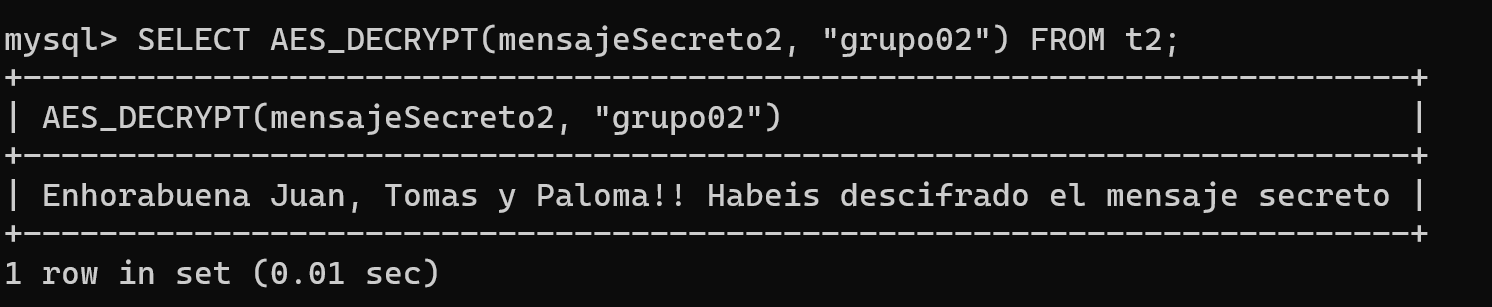 mysql> SELECT AES_DECRYPT(mensajeSecreto2, "grupo02") FROM t2;
+-------------------------------------------------------------------------+
| AES_DECRYPT(mensajeSecreto2, "grupo02")                                 |
+-------------------------------------------------------------------------+
| Enhorabuena Juan, Tomas y Paloma!! Habeis descifrado el mensaje secreto |
+-------------------------------------------------------------------------+
1 row in set (0.01 sec)